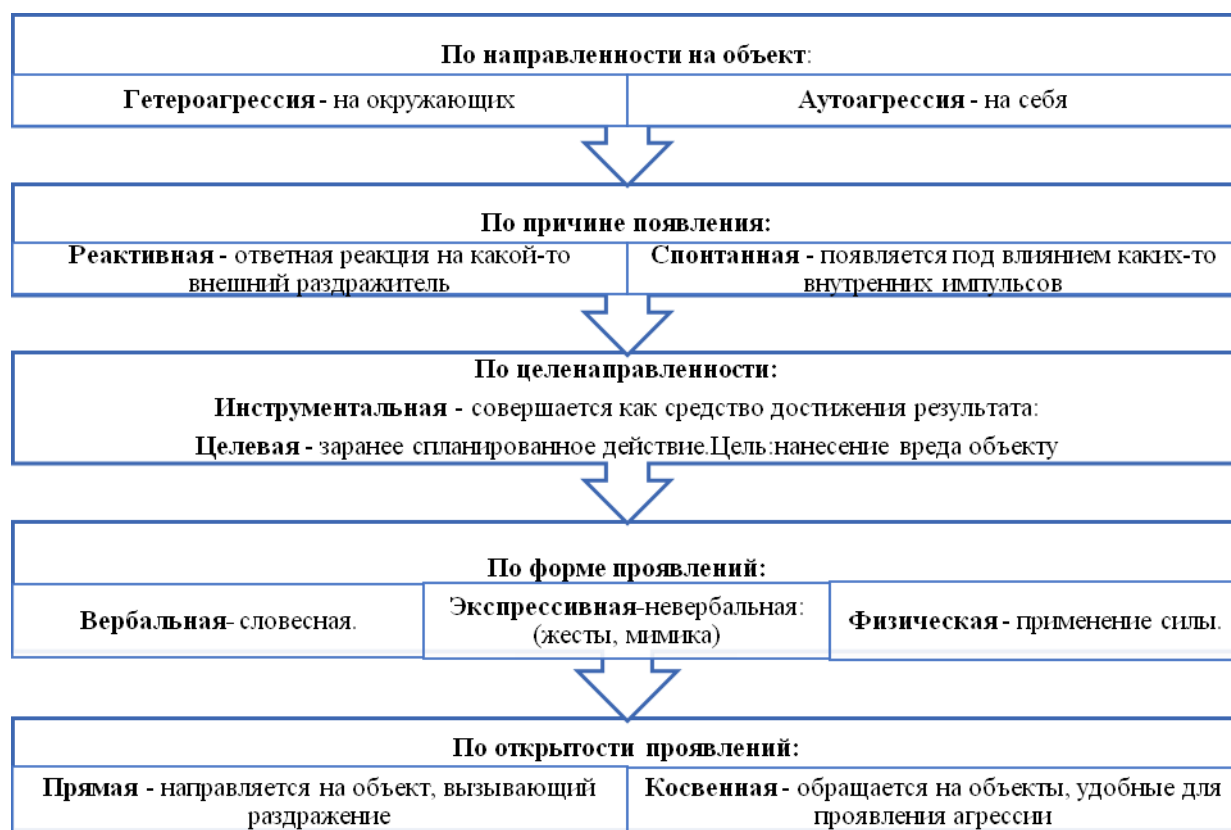 По направленности на объект:
Гетероагрессия - на окружающих
Аутоагрессия - на себя
По причине появления:
Реактивная - ответная реакция на какой-то
внешний раздражитель
Спонтанная - появляется под влиянием каких-то
внутренних импульсов
По целенаправленности:
Инструментальная - совершается как средство достижения результата:
Целевая - заранее спланированное действие.Цель:нанесение вреда объекту
По форме проявлений:
Вербальная- словесная.
Экспрессивная-невербальная:
(жесты, мимика)
Физическая - применение силы.
По открытости проявлений:
Прямая - направляется на объект, вызывающий
раздражение
Косвенная - обращается на объекты, удобные для
проявления агрессии